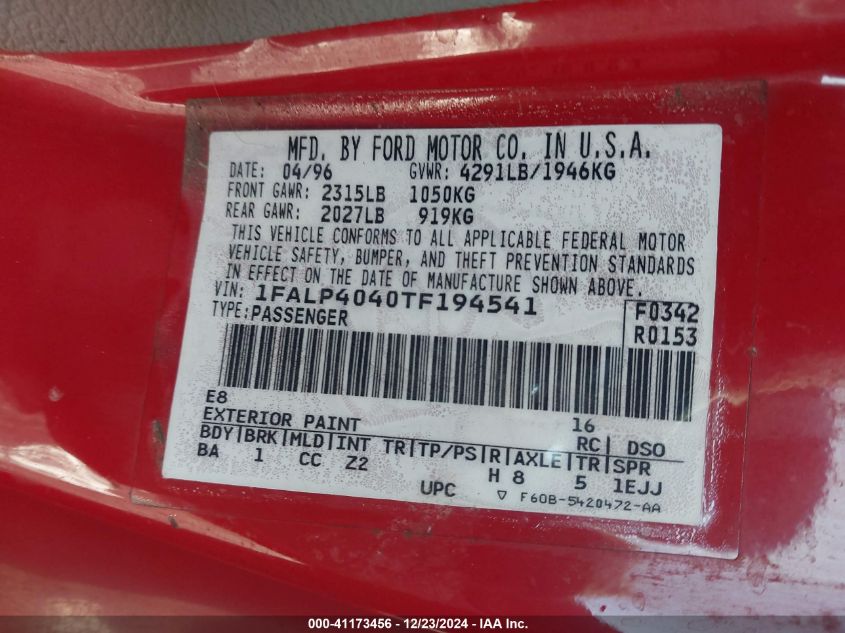 MFD. BY FORD MOTOR CO. IN U.S.A.
DATE: 04/96 GVWR: 4291LB/1946KG
FRONT GAWR: 2315LB 1050KG
REAR GAWR: 2027LB 919KG
THIS VEHICLE CONFORMS TO ALL APPLICABLE FEDERAL MOTOR
VEHICLE SAFETY, BUMPER, AND THEFT PREVENTION STANDARDS
IN EFFECT ON THE DATE OF MANUFACTURE SHOWN ABOVE.
VIN: 1FALP4040TF194541 F0342
TYPE: PASSENGER R0153
E8 16
EXTERIOR PAINT RC| DSO
BDY|BRK|MLD|INT TR|TP/PS|R|AXLE|TR|SPR
BA 1 CC Z2 H 8 5 1EJJ
UPC ▽ F60B-5420472-AA
000-41173456 - 12/23/2024 - IAA Inc.